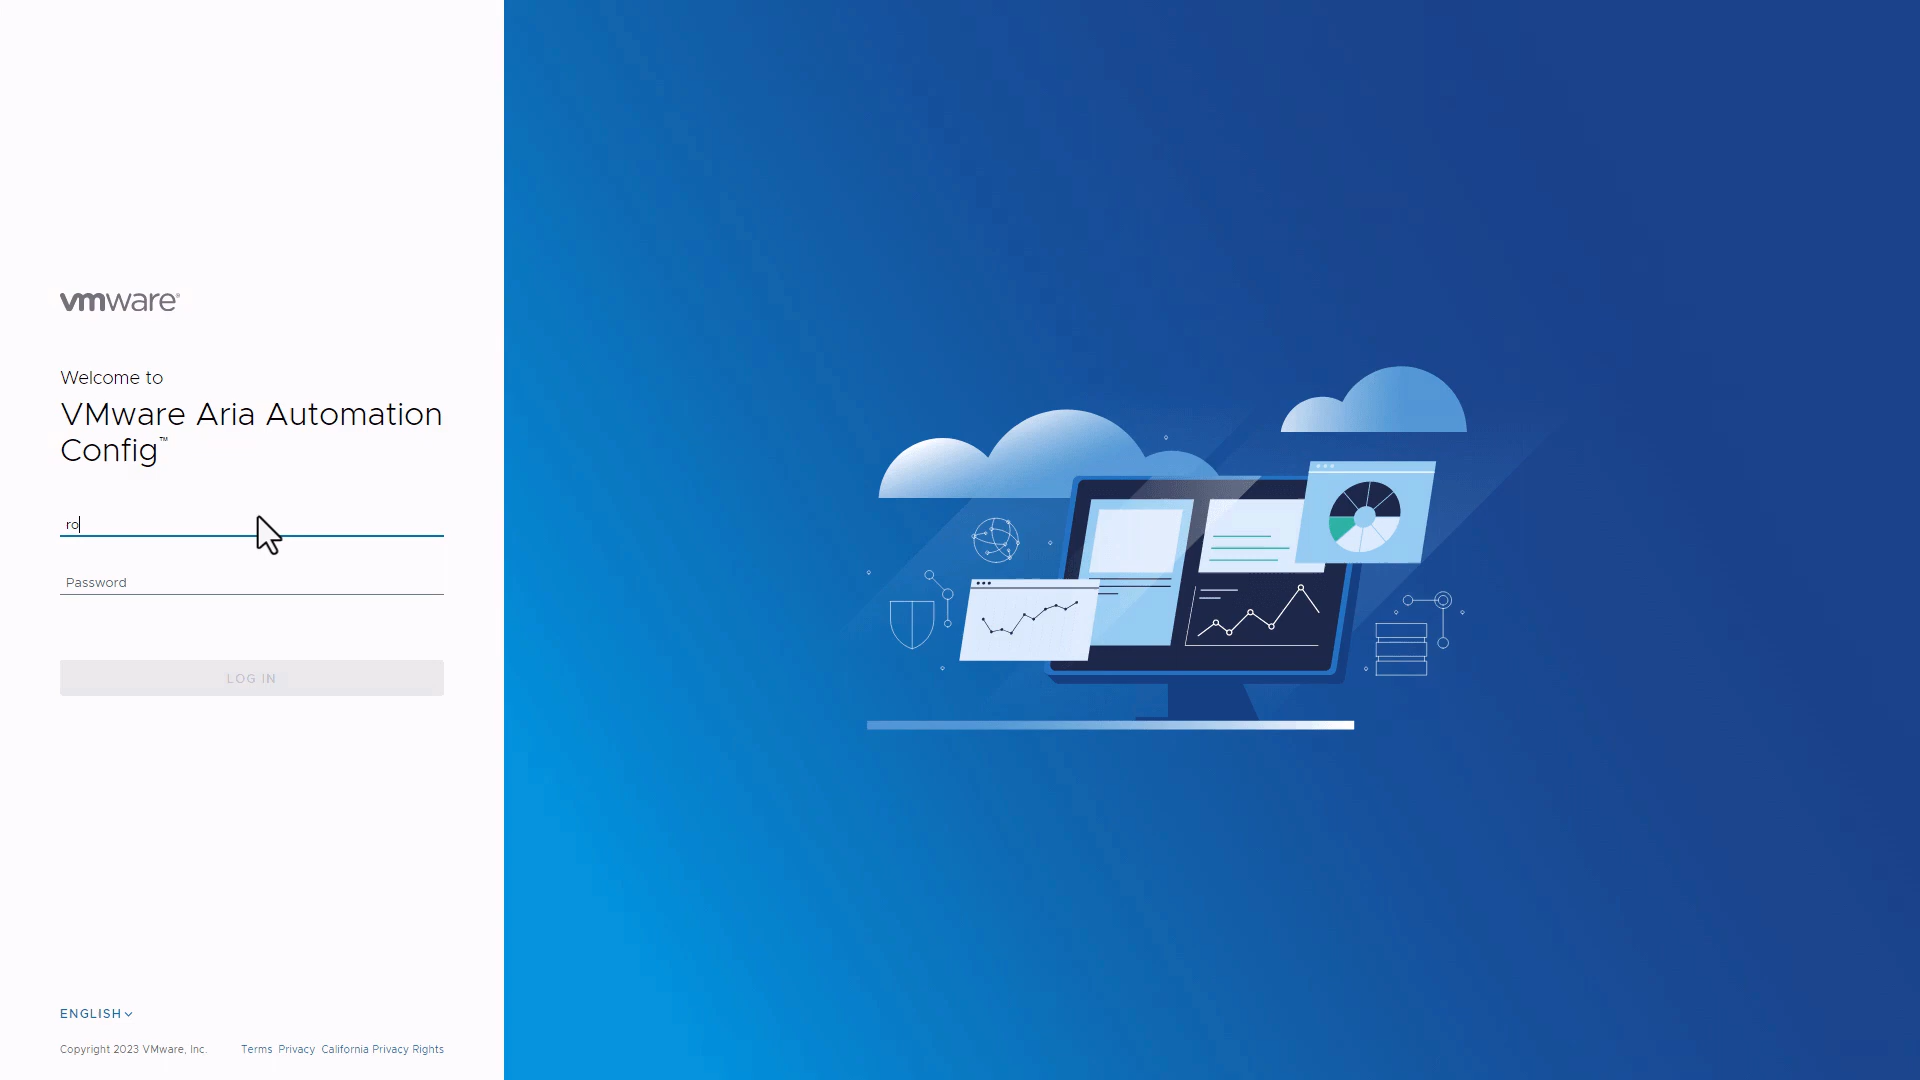 vmware®
Welcome to
VMware Aria Automation
Config™
ro
Password
LOG IN
ENGLISH
Copyright 2023 VMware, Inc. Terms Privacy California Privacy Rights